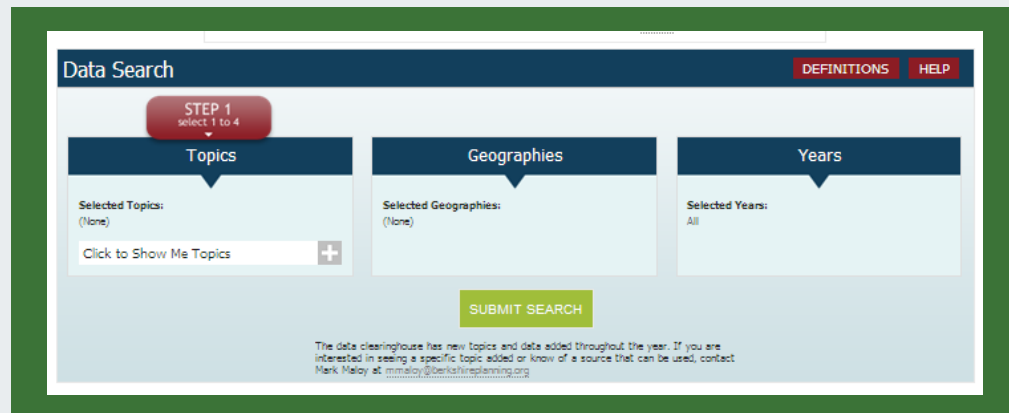 Data Search
DEFINITIONS HELP
STEP 1
select 1 to 4
Topics
Geographies
Years
Selected Topics:
(None)
Click to Show Me Topics
Selected Geographies:
(None)
Selected Years:
All
SUBMIT SEARCH
The data clearinghouse has new topics and data added throughout the year. If you are
interested in seeing a specific topic added or know of a source that can be used, contact
Mark Maloy at mmaloy@berkshireplanning.org